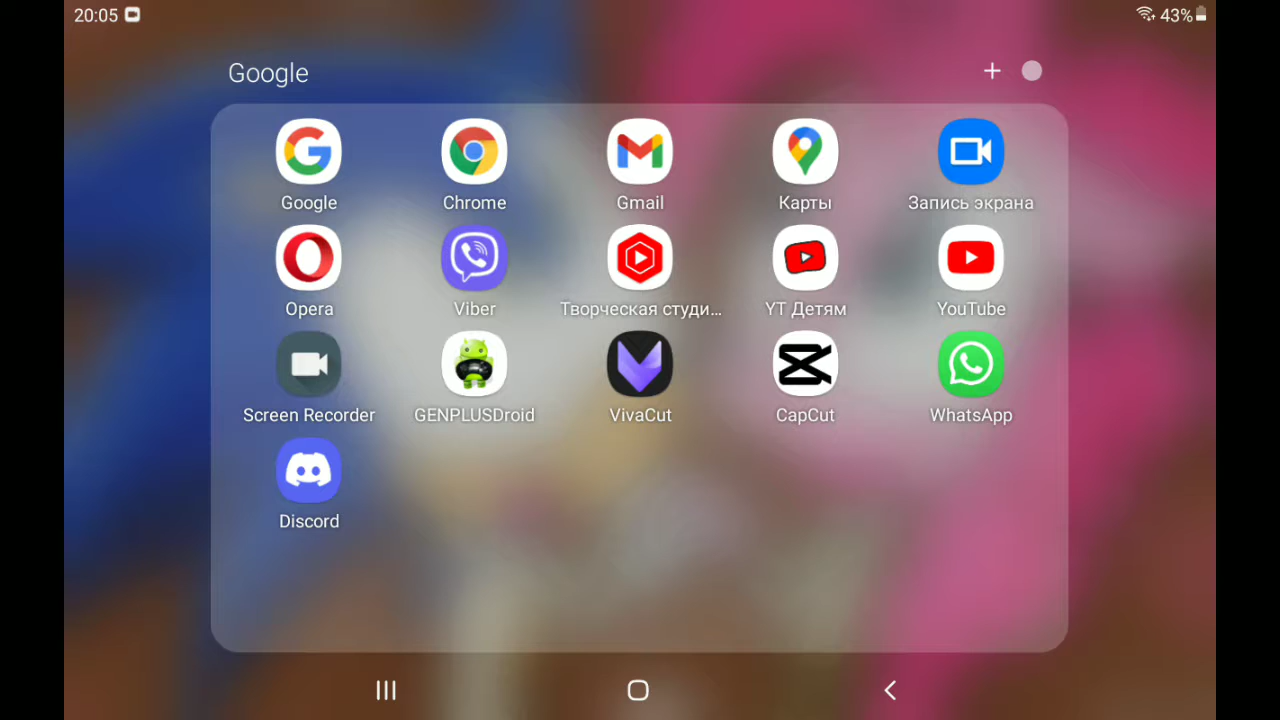 20:05 43%
Google
Google Chrome Gmail Карты Запись экрана
Opera Viber Творческая студи... YT Детям YouTube
Screen Recorder GENPLUSDroid VivaCut CapCut WhatsApp
Discord